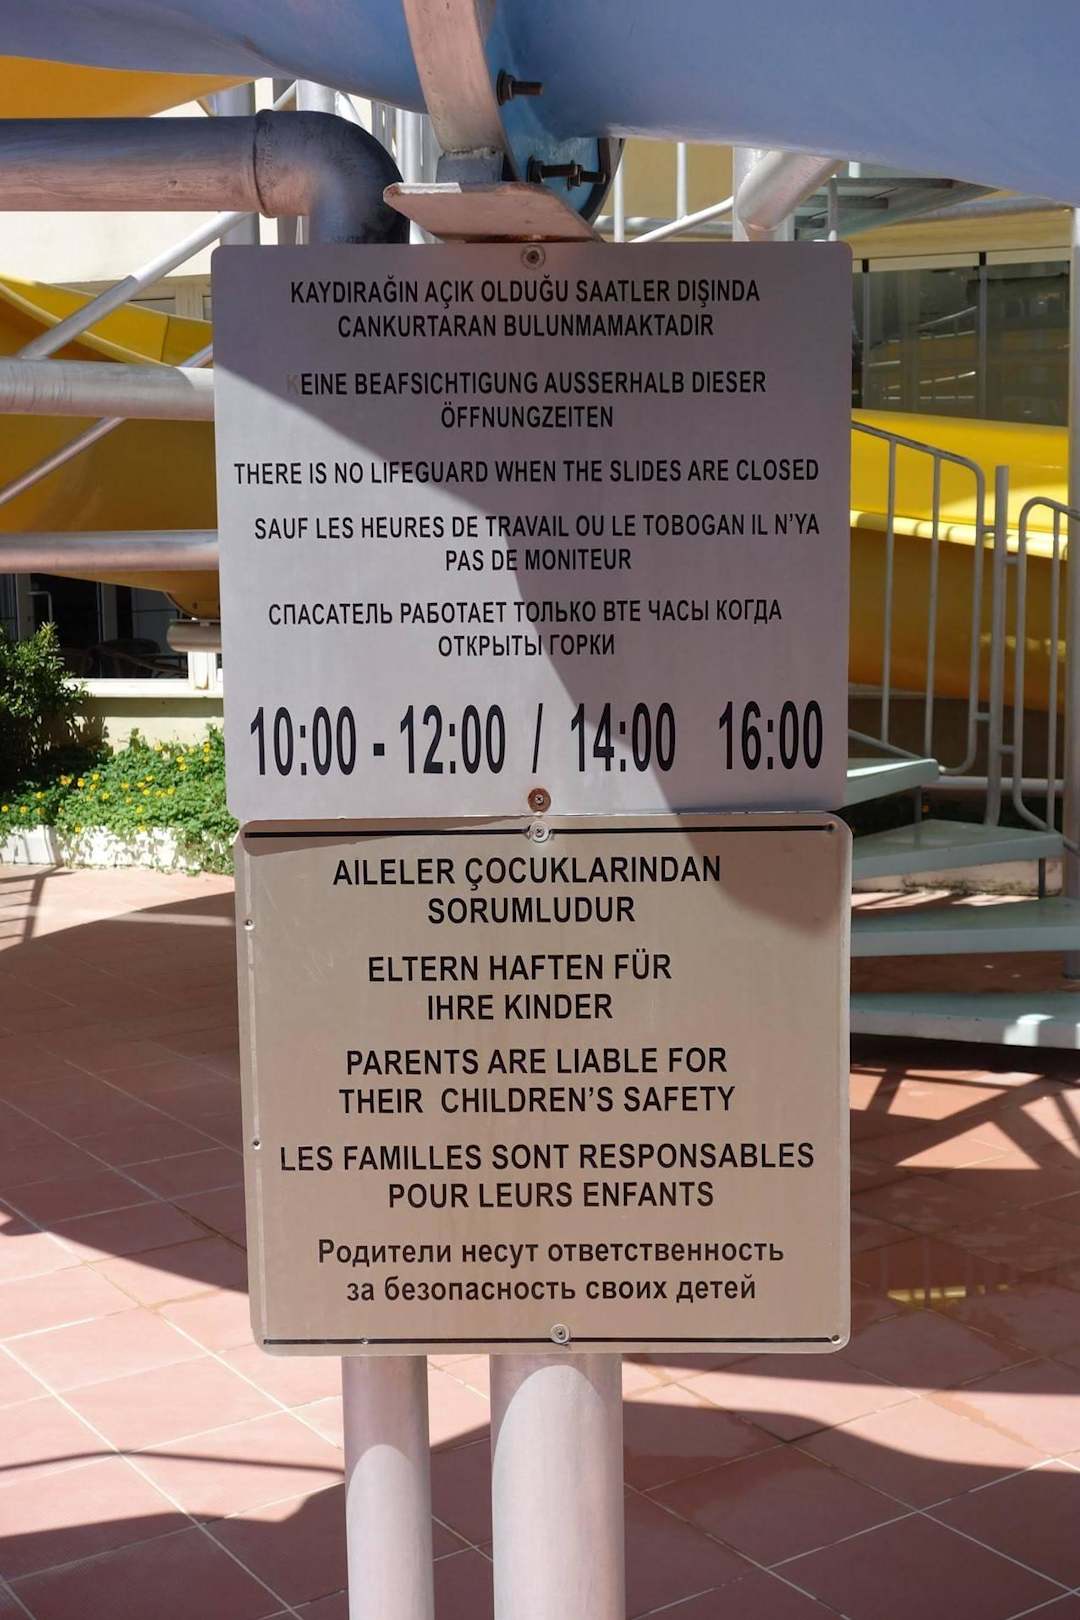 KAYDIRAĞIN AÇIK OLDUĞU SAATLER DIŞINDA
CANKURTARAN BULUNMAMAKTADIR
KEINE BEAFSICHTIGUNG AUSSERHALB DIESER
ÖFFNUNGZEITEN
THERE IS NO LIFEGUARD WHEN THE SLIDES ARE CLOSED
SAUF LES HEURES DE TRAVAIL OU LE TOBOGAN IL N'YA
PAS DE MONITEUR
СПАСАТЕЛЬ РАБОТАЕТ ТОЛЬКО ВТЕ ЧАСЫ КОГДА
ОТКРЫТЫ ГОРКИ
10:00 - 12:00 / 14:00 16:00
AILELER ÇOCUKLARINDAN
SORUMLUDUR
ELTERN HAFTEN FÜR
IHRE KINDER
PARENTS ARE LIABLE FOR
THEIR CHILDREN'S SAFETY
LES FAMILLES SONT RESPONSABLES
POUR LEURS ENFANTS
Родители несут ответственность
за безопасность своих детей